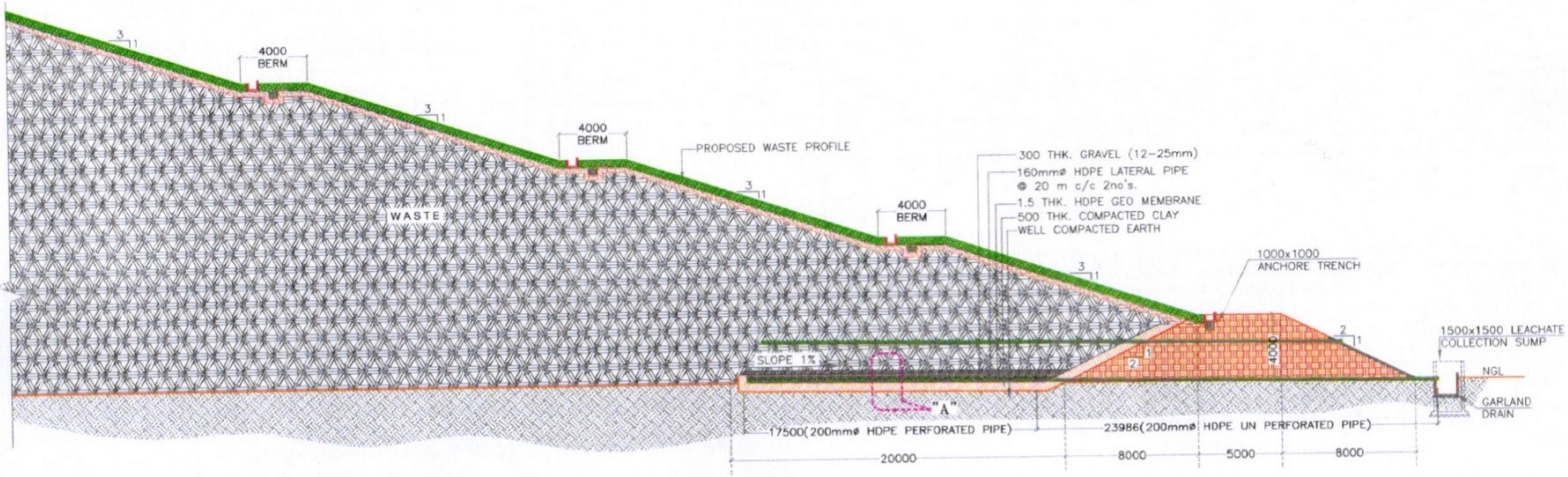 3
1
4000
BERM
3
1
4000
BERM
PROPOSED WASTE PROFILE
3
1
4000
BERM
3
1
WASTE
300 THK. GRAVEL (12-25mm)
160mmø HDPE LATERAL PIPE
@ 20 m c/c 2no's.
1.5 THK. HDPE GEO MEMBRANE
500 THK. COMPACTED CLAY
WELL COMPACTED EARTH
1000x1000
ANCHORE TRENCH
1500x1500 LEACHATE
COLLECTION SUMP
2
1
4000
1
2
SLOPE 1%
NGL
GARLAND
DRAIN
"A"
17500(200mmø HDPE PERFORATED PIPE)
23986(200mmø HDPE UN PERFORATED PIPE)
20000
8000
5000
8000